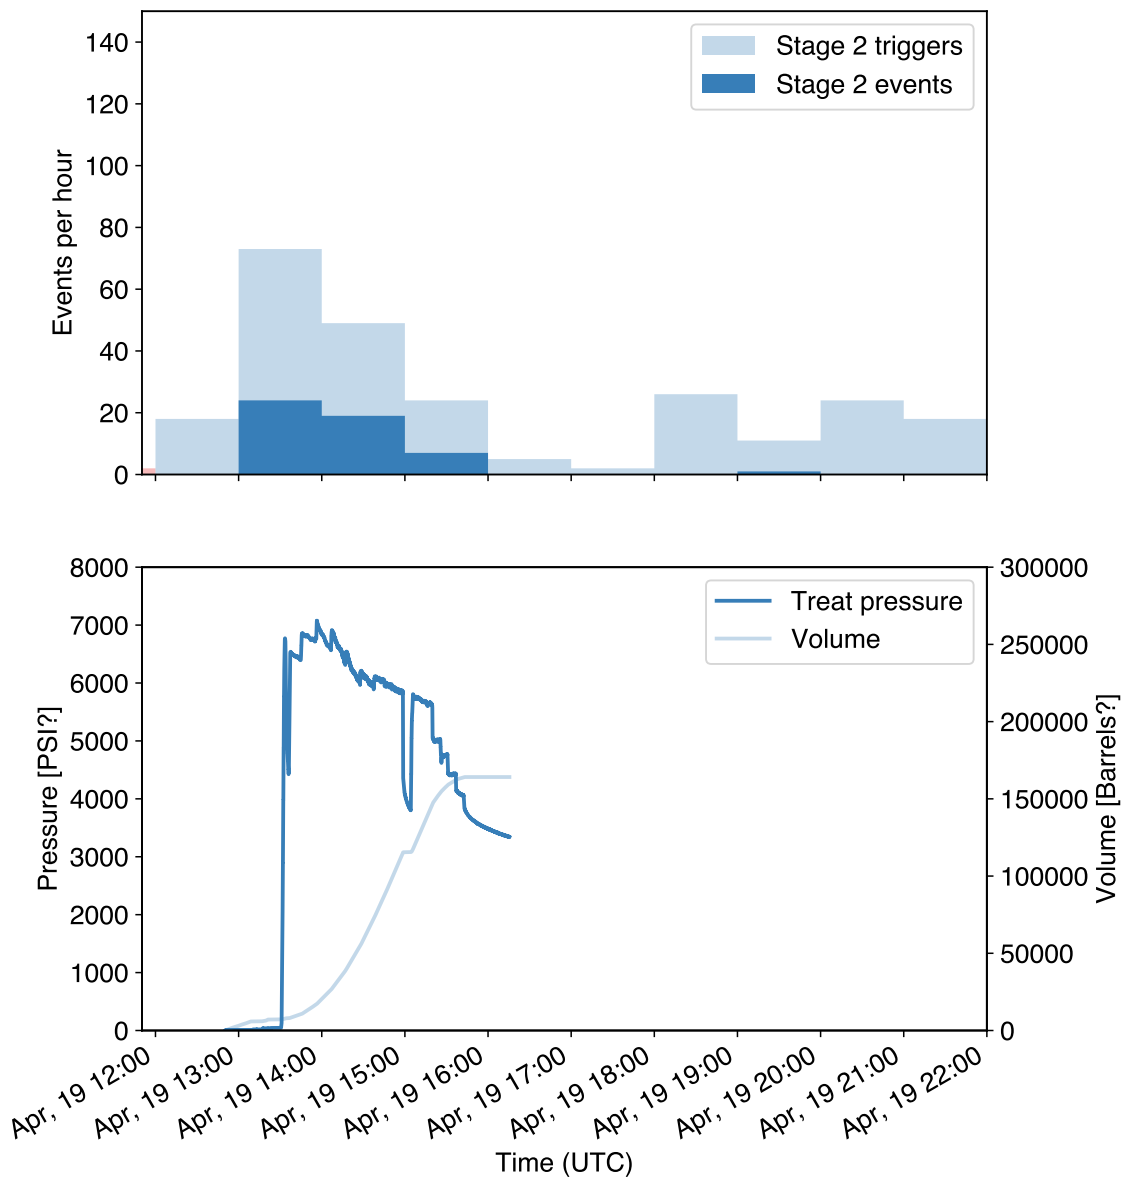 140
120
100
80
60
40
20
0
Events per hour
Stage 2 triggers
Stage 2 events
8000
7000
6000
5000
4000
3000
2000
1000
0
Pressure [PSI?]
Treat pressure
Volume
300000
250000
200000
150000
100000
50000
0
Volume [Barrels?]
Apr, 19 12:00
Apr, 19 13:00
Apr, 19 14:00
Apr, 19 15:00
Apr, 19 16:00
Apr, 19 17:00
Apr, 19 18:00
Apr, 19 19:00
Apr, 19 20:00
Apr, 19 21:00
Apr, 19 22:00
Time (UTC)